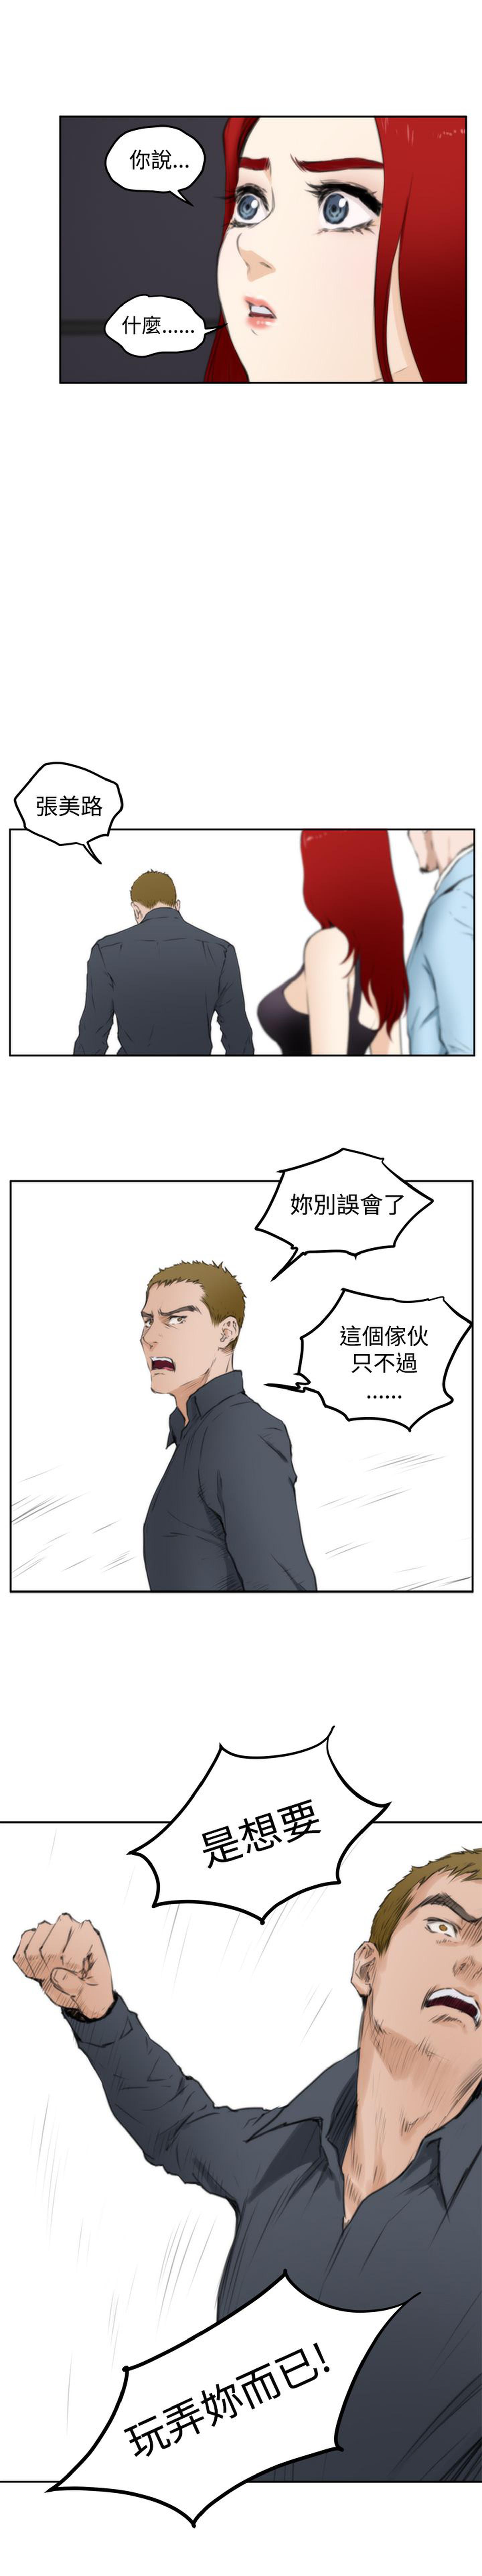 你說...
什麼......
張美路
妳別誤會了
這個傢伙
只不過
......
是想要
玩弄妳而已!